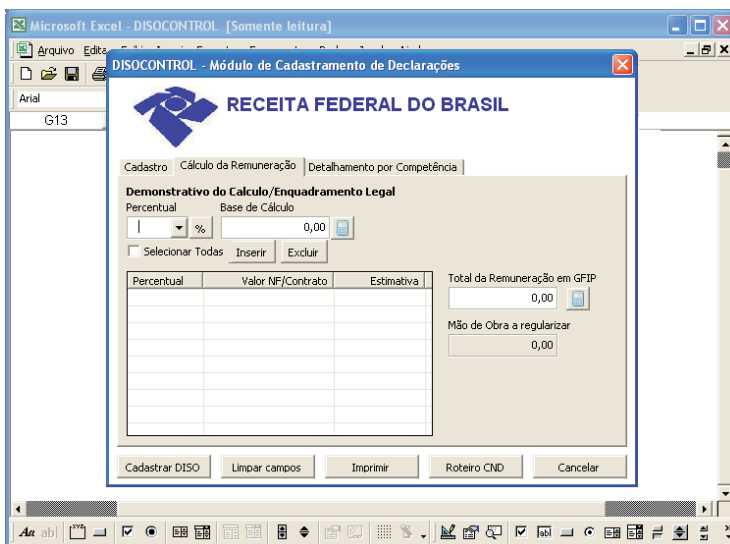 Microsoft Excel - DISOCONTROL [Somente leitura]
Arquivo Edita
DISOCONTROL - Módulo de Cadastramento de Declarações
Arial
G13
RECEITA FEDERAL DO BRASIL
Cadastro Cálculo da Remuneração Detalhamento por Competência
Demonstrativo do Calculo/Enquadramento Legal
Percentual Base de Cálculo
% 0,00
Selecionar Todas Inserir Excluir
Percentual Valor NF/Contrato Estimativa
Total da Remuneração em GFIP
0,00
Mão de Obra a regularizar
0,00
Cadastrar DISO Limpar campos Imprimir Roteiro CND Cancelar
Aa ab|